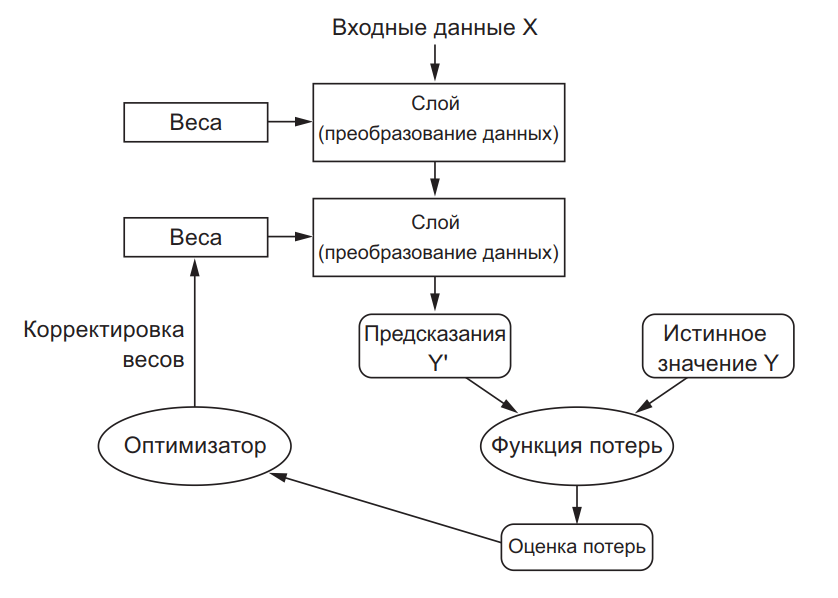 Входные данные X
Слой
(преобразование данных)
Веса
Слой
(преобразование данных)
Веса
Корректировка
весов
Предсказания
Y'
Истинное
значение Y
Оптимизатор
Функция потерь
Оценка потерь